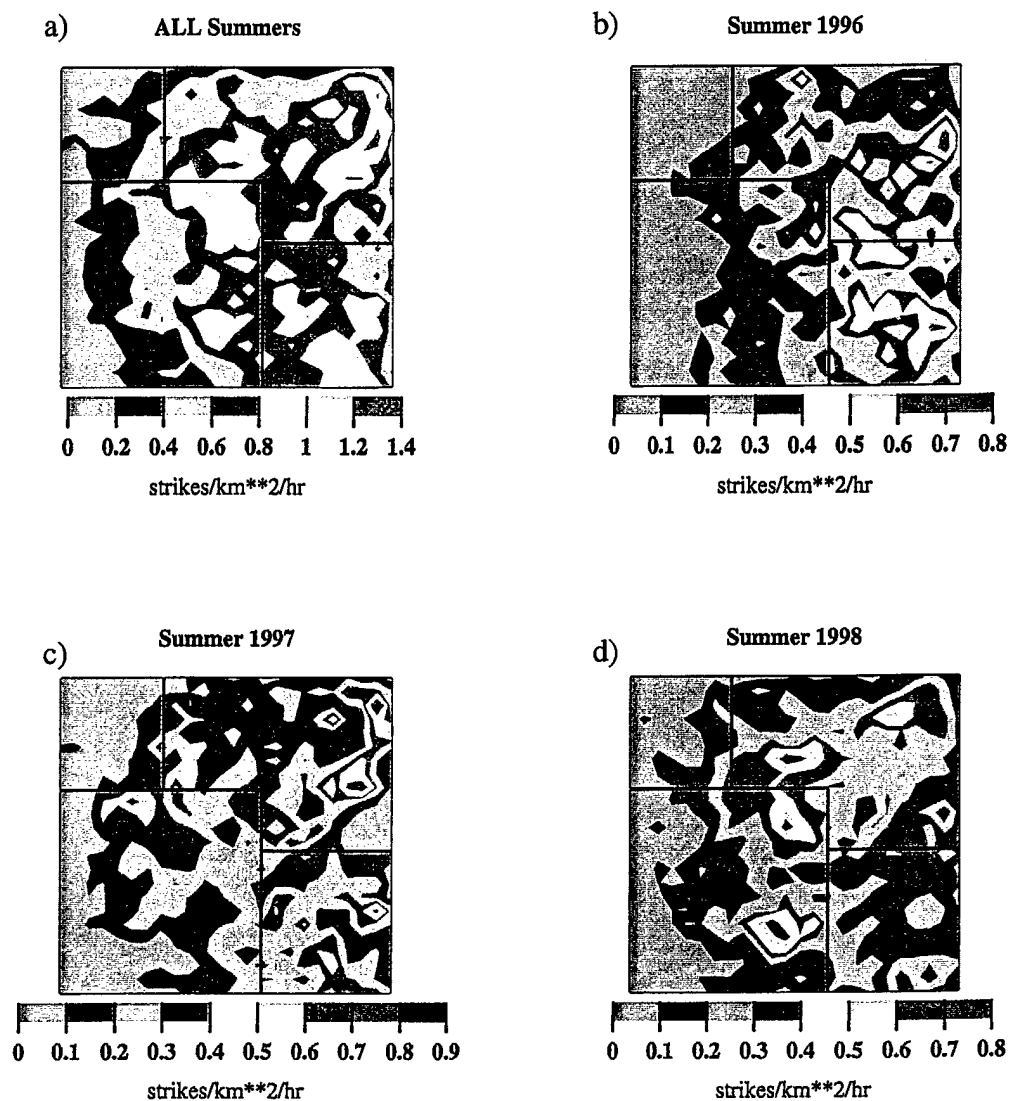 a) ALL Summers
b) Summer 1996
0 0.2 0.4 0.6 0.8 1 1.2 1.4
strikes/km**2/hr
0 0.1 0.2 0.3 0.4 0.5 0.6 0.7 0.8
strikes/km**2/hr
c) Summer 1997
d) Summer 1998
0 0.1 0.2 0.3 0.4 0.5 0.6 0.7 0.8 0.9
strikes/km**2/hr
0 0.1 0.2 0.3 0.4 0.5 0.6 0.7 0.8
strikes/km**2/hr